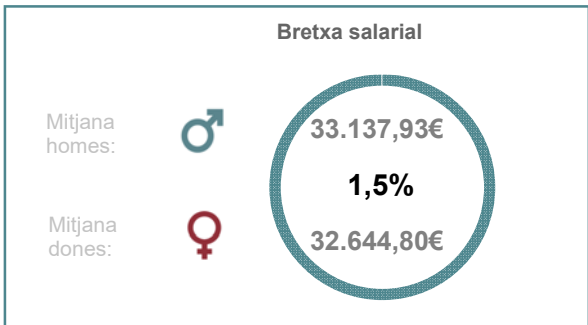 Bretxa salarial
Mitjana
homes:
33.137,93€
1,5%
Mitjana
dones:
32.644,80€